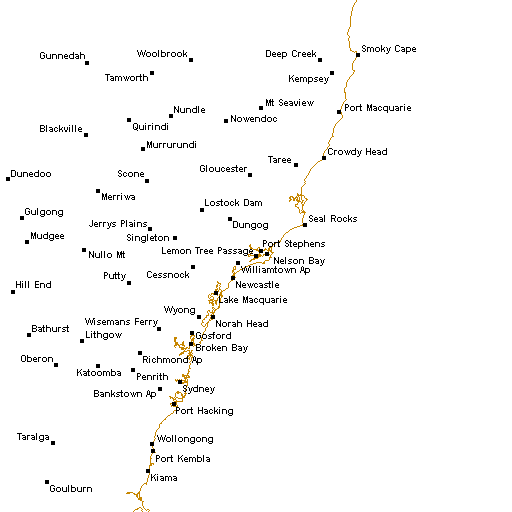 Smoky Cape
Deep Creek
Woolbrook
Gunnedah
Tamworth
Kempsey
Mt Seaview
Port Macquarie
Nundle
Nowendoc
Quirindi
Blackville
Murrurundi
Crowdy Head
Taree
Gloucester
Scone
Dunedoo
Merriwa
Lostock Dam
Gulgong
Dungog
Seal Rocks
Jerrys Plains
Mudgee
Singleton
Port Stephens
Nullo Mt
Lemon Tree Passage
Nelson Bay
Williamtown Ap
Cessnock
Putty
Newcastle
Hill End
Lake Macquarie
Wyong
Norah Head
Wisemans Ferry
Bathurst
Lithgow
Gosford
Broken Bay
Oberon
Richmond Ap
Katoomba
Penrith
Sydney
Bankstown Ap
Port Hacking
Taralga
Wollongong
Port Kembla
Kiama
Goulburn